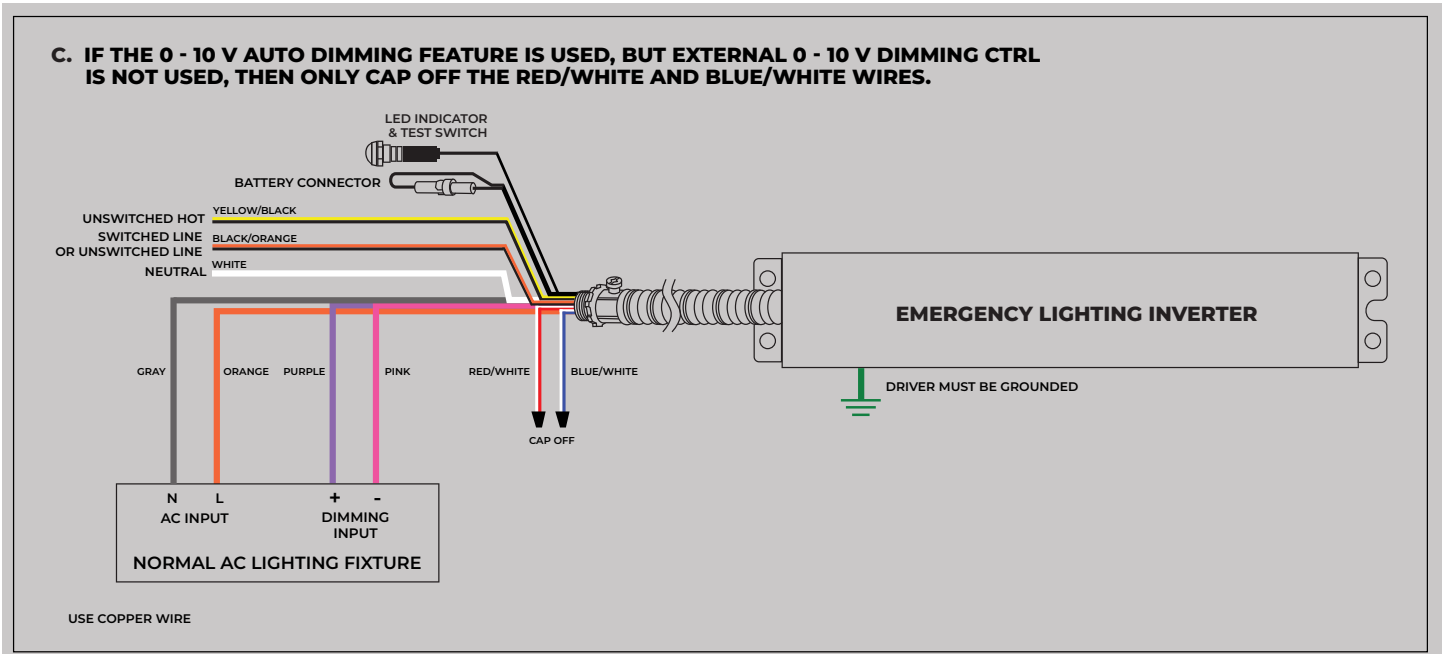 C. IF THE 0 - 10 V AUTO DIMMING FEATURE IS USED, BUT EXTERNAL 0 - 10 V DIMMING CTRL
IS NOT USED, THEN ONLY CAP OFF THE RED/WHITE AND BLUE/WHITE WIRES.
LED INDICATOR
& TEST SWITCH
BATTERY CONNECTOR
UNSWITCHED HOT
YELLOW/BLACK
SWITCHED LINE
OR UNSWITCHED LINE
BLACK/ORANGE
NEUTRAL
WHITE
EMERGENCY LIGHTING INVERTER
GRAY
ORANGE
PURPLE
PINK
RED/WHITE
BLUE/WHITE
DRIVER MUST BE GROUNDED
CAP OFF
N L + -
AC INPUT
DIMMING
INPUT
NORMAL AC LIGHTING FIXTURE
USE COPPER WIRE